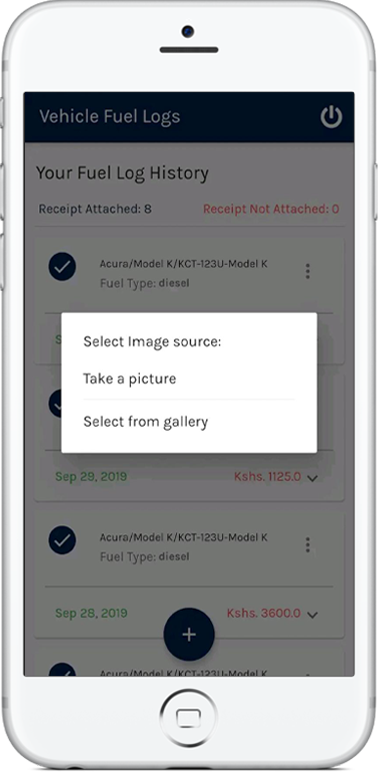 Vehicle Fuel Logs
Your Fuel Log History
Receipt Attached: 8 Receipt Not Attached: 0
Acura/Model K/KCT-123U-Model K
Fuel Type: diesel
Select Image source:
Take a picture
Select from gallery
Sep 29, 2019 Kshs. 1125.0
Acura/Model K/KCT-123U-Model K
Fuel Type: diesel
Sep 28, 2019 Kshs. 3600.0
+
Acura/Model K/KCT-123U-Model K